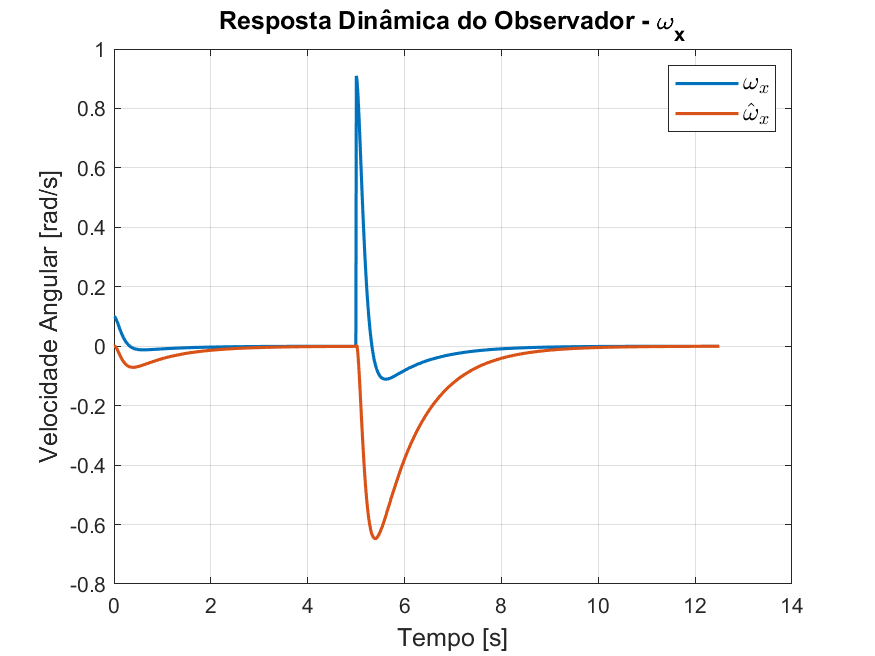 Resposta Dinâmica do Observador - ωₓ
ωₓ
ω̂ₓ
Velocidade Angular [rad/s]
1
0.8
0.6
0.4
0.2
0
-0.2
-0.4
-0.6
-0.8
0 2 4 6 8 10 12 14
Tempo [s]